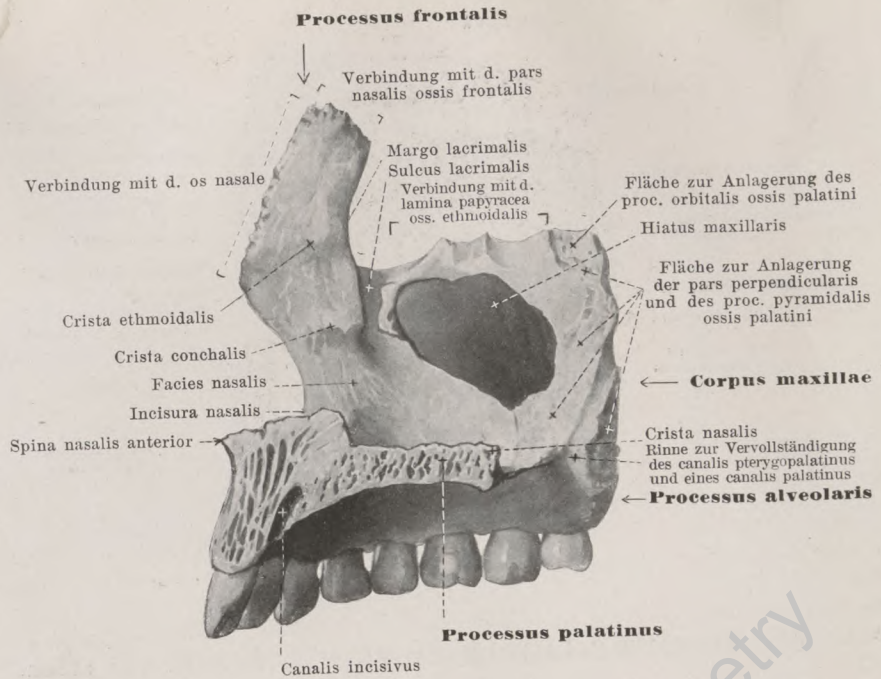 Processus frontalis
Verbindung mit d. pars
nasalis ossis frontalis
Verbindung mit d. os nasale
Margo lacrimalis
Sulcus lacrimalis
Verbindung mit d.
lamina papyracea
oss. ethmoidalis
Fläche zur Anlagerung des
proc. orbitalis ossis palatini
Hiatus maxillaris
Fläche zur Anlagerung
der pars perpendicularis
und des proc. pyramidalis
ossis palatini
Crista ethmoidalis
Crista conchalis
Facies nasalis
Incisura nasalis
Spina nasalis anterior
Corpus maxillae
Crista nasalis
Rinne zur Vervollständigung
des canalis pterygopalatinus
und eines canalis palatinus
Processus alveolaris
Processus palatinus
Canalis incisivus